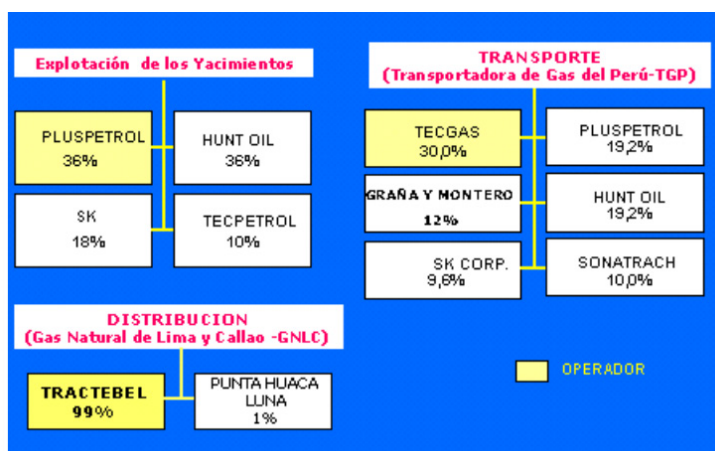 Explotación de los Yacimientos
PLUSPETROL
36%
HUNT OIL
36%
SK
18%
TECPETROL
10%
TRANSPORTE
(Transportadora de Gas del Perú-TGP)
TECGAS
30,0%
PLUSPETROL
19,2%
GRAÑA Y MONTERO
12%
HUNT OIL
19,2%
SK CORP.
9,6%
SONATRACH
10,0%
DISTRIBUCION
(Gas Natural de Lima y Callao -GNLC)
TRACTEBEL
99%
PUNTA HUACA
LUNA
1%
OPERADOR